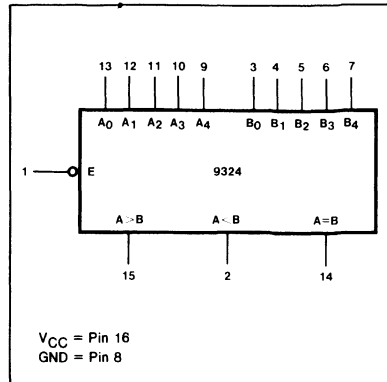 13 12 11 10 9 3 4 5 6 7
A0 A1 A2 A3 A4 B0 B1 B2 B3 B4
1 E 9324
A>B A<B A=B
15 2 14
VCC = Pin 16
GND = Pin 8